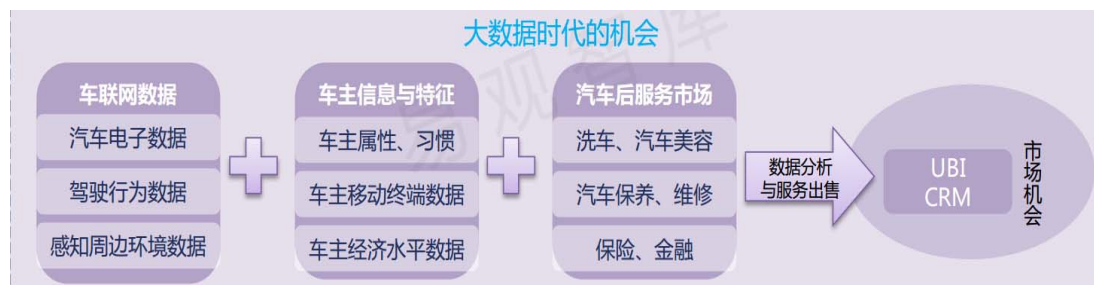 大数据时代的机会
易观智库
车联网数据
汽车电子数据
驾驶行为数据
感知周边环境数据
车主信息与特征
车主属性、习惯
车主移动终端数据
车主经济水平数据
汽车后服务市场
洗车、汽车美容
汽车保养、维修
保险、金融
数据分析
与服务出售
UBI
CRM
市场机会